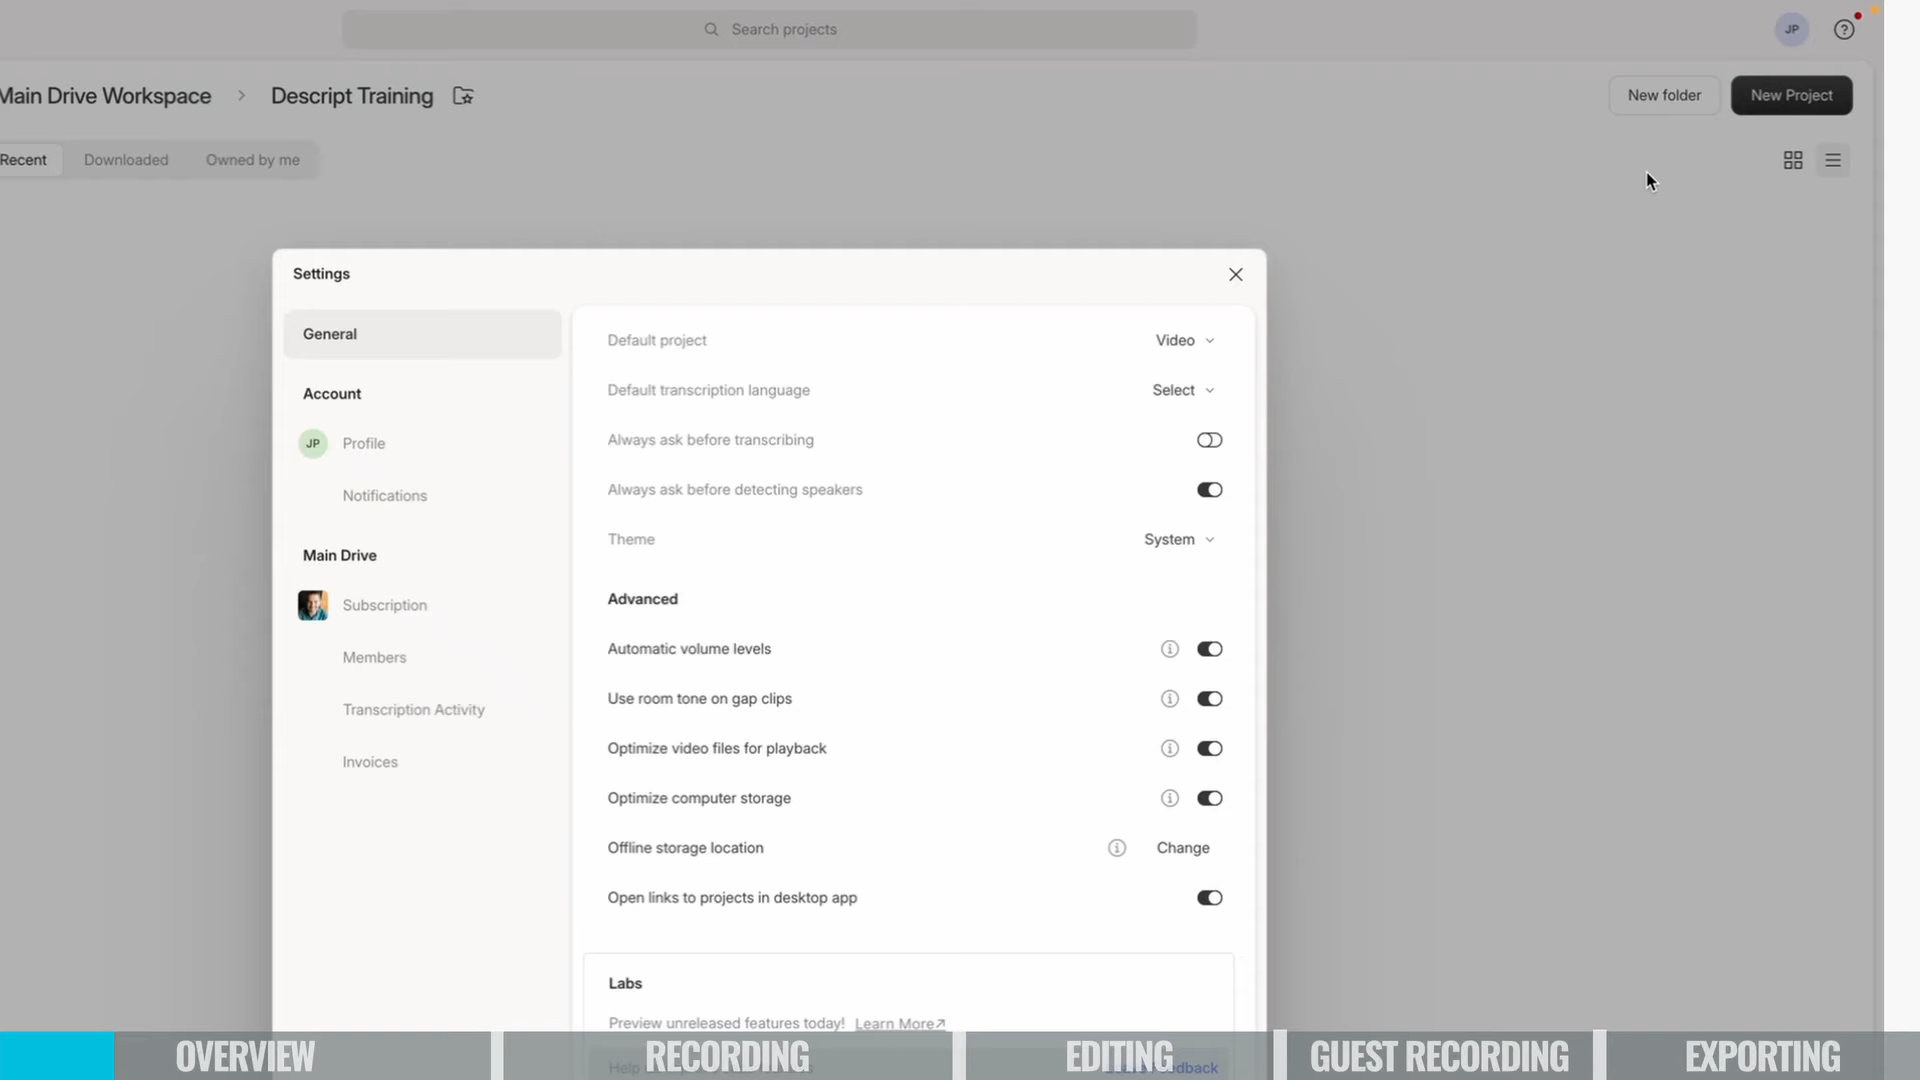 Search projects
JP
Main Drive Workspace > Descript Training
New folder
New Project
Recent
Downloaded
Owned by me
Settings
General
Account
JP
Profile
Notifications
Main Drive
Subscription
Members
Transcription Activity
Invoices
Default project
Video
Default transcription language
Select
Always ask before transcribing
Always ask before detecting speakers
Theme
System
Advanced
Automatic volume levels
Use room tone on gap clips
Optimize video files for playback
Optimize computer storage
Offline storage location
Change
Open links to projects in desktop app
Labs
Preview unreleased features today! Learn More↗
Help
Feedback
OVERVIEW
RECORDING
EDITING
GUEST RECORDING
EXPORTING